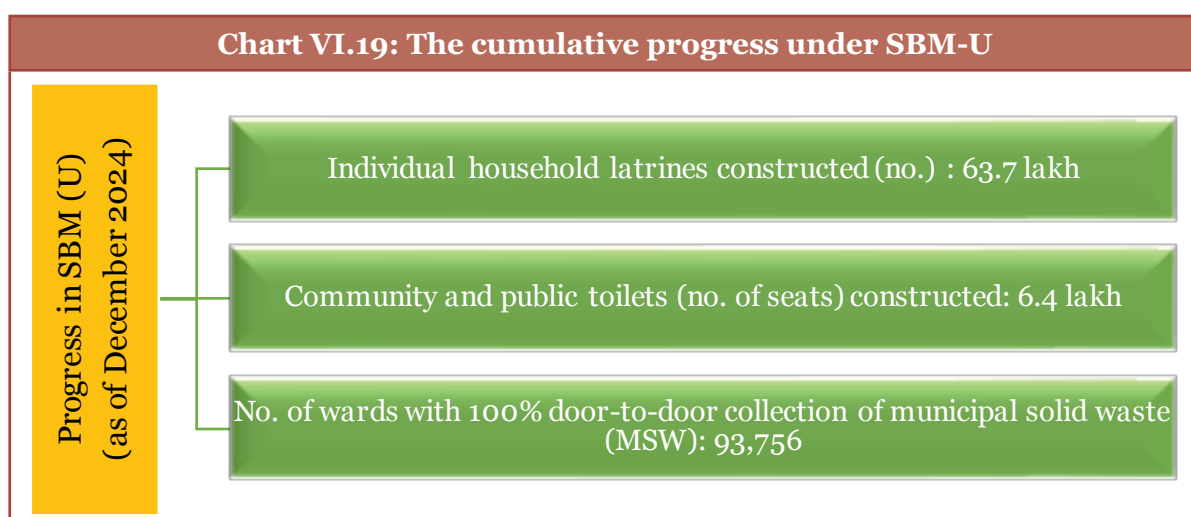 Chart VI.19: The cumulative progress under SBM-U
Progress in SBM (U)
(as of December 2024)
Individual household latrines constructed (no.) : 63.7 lakh
Community and public toilets (no. of seats) constructed: 6.4 lakh
No. of wards with 100% door-to-door collection of municipal solid waste
(MSW): 93,756